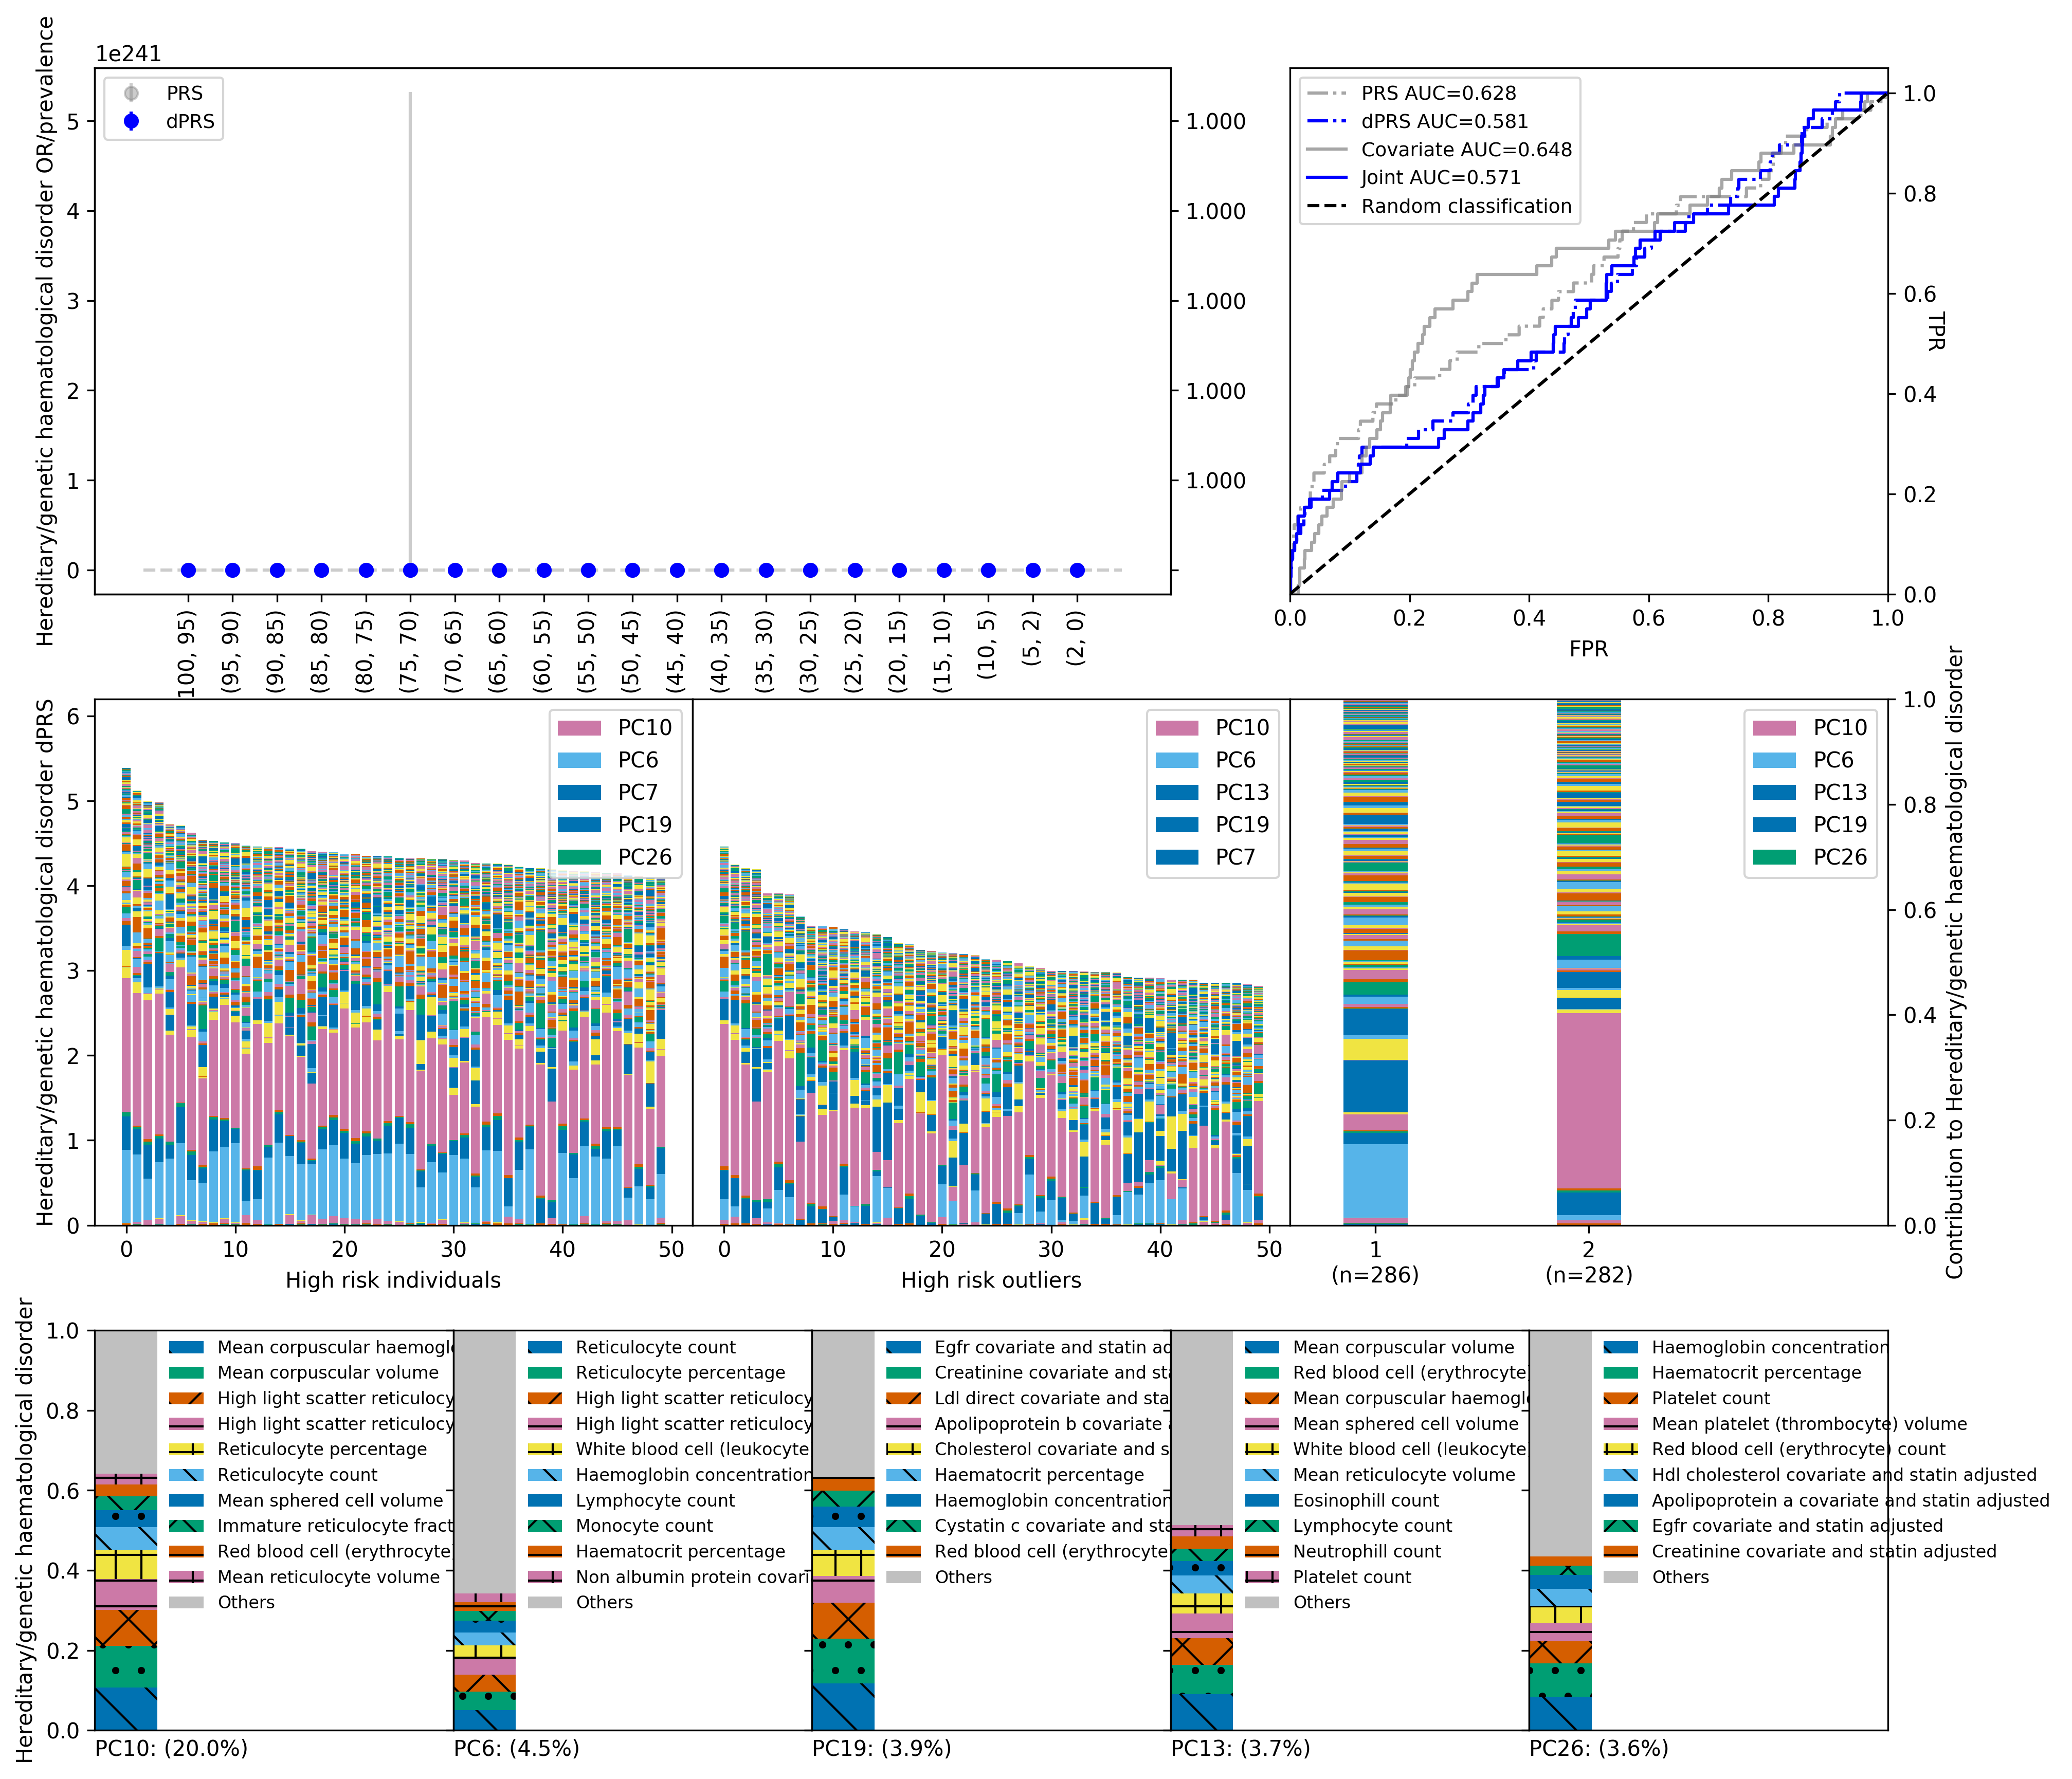 1e241
Hereditary/genetic haematological disorder OR/prevalence
PRS
dPRS
5
4
3
2
1
0
1.000
1.000
1.000
1.000
1.000
100, 95)
(95, 90)
(90, 85)
(85, 80)
(80, 75)
(75, 70)
(70, 65)
(65, 60)
(60, 55)
(55, 50)
(50, 45)
(45, 40)
(40, 35)
(35, 30)
(30, 25)
(25, 20)
(20, 15)
(15, 10)
(10, 5)
(5, 2)
(2, 0)
PRS AUC=0.628
dPRS AUC=0.581
Covariate AUC=0.648
Joint AUC=0.571
Random classification
1.0
0.8
0.6
0.4
0.2
0.0
TPR
0.0 0.2 0.4 0.6 0.8 1.0
FPR
Hereditary/genetic haematological disorder dPRS
6
5
4
3
2
1
0
PC10
PC6
PC7
PC19
PC26
0 10 20 30 40 50
High risk individuals
PC10
PC6
PC13
PC19
PC7
0 10 20 30 40 50
High risk outliers
PC10
PC6
PC13
PC19
PC26
1
(n=286)
2
(n=282)
1.0
0.8
0.6
0.4
0.2
0.0
Contribution to Hereditary/genetic haematological disorder
Hereditary/genetic haematological disorder
1.0
0.8
0.6
0.4
0.2
0.0
Mean corpuscular haemogl
Mean corpuscular volume
High light scatter reticulocy
High light scatter reticulocy
Reticulocyte percentage
Reticulocyte count
Mean sphered cell volume
Immature reticulocyte fract
Red blood cell (erythrocyte
Mean reticulocyte volume
Others
PC10: (20.0%)
Reticulocyte count
Reticulocyte percentage
High light scatter reticulocy
High light scatter reticulocy
White blood cell (leukocyte
Haemoglobin concentration
Lymphocyte count
Monocyte count
Haematocrit percentage
Non albumin protein covari
Others
PC6: (4.5%)
Egfr covariate and statin ad
Creatinine covariate and sta
Ldl direct covariate and sta
Apolipoprotein b covariate
Cholesterol covariate and s
Haematocrit percentage
Haemoglobin concentration
Cystatin c covariate and sta
Red blood cell (erythrocyte
Others
PC19: (3.9%)
Mean corpuscular volume
Red blood cell (erythrocyte
Mean corpuscular haemogl
Mean sphered cell volume
White blood cell (leukocyte
Mean reticulocyte volume
Eosinophill count
Lymphocyte count
Neutrophill count
Platelet count
Others
PC13: (3.7%)
Haemoglobin concentration
Haematocrit percentage
Platelet count
Mean platelet (thrombocyte) volume
Red blood cell (erythrocyte) count
Hdl cholesterol covariate and statin adjusted
Apolipoprotein a covariate and statin adjusted
Egfr covariate and statin adjusted
Creatinine covariate and statin adjusted
Others
PC26: (3.6%)